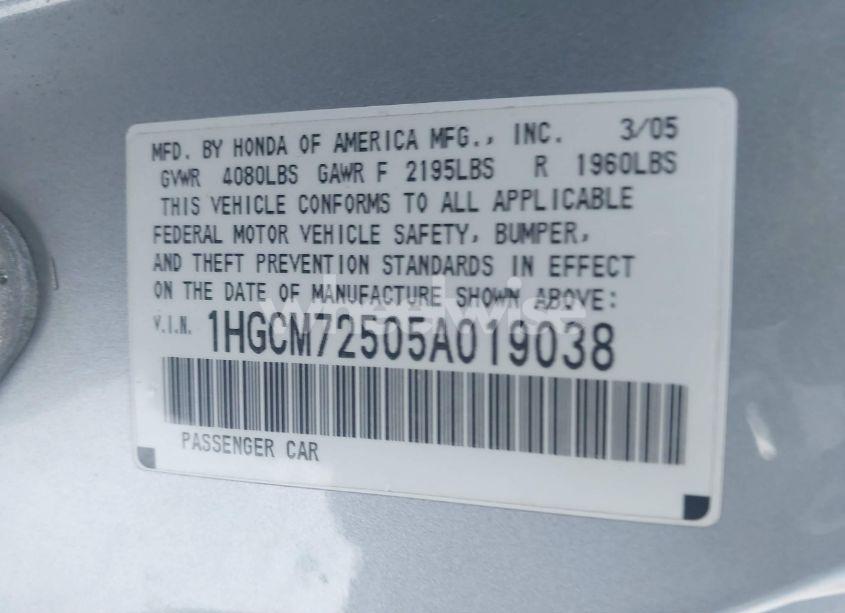 MFD. BY HONDA OF AMERICA MFG., INC. 3/05
GVWR 4080LBS GAWR F 2195LBS R 1960LBS
THIS VEHICLE CONFORMS TO ALL APPLICABLE
FEDERAL MOTOR VEHICLE SAFETY, BUMPER,
AND THEFT PREVENTION STANDARDS IN EFFECT
ON THE DATE OF MANUFACTURE SHOWN ABOVE:
wheelwise
V.I.N. 1HGCM72505A019038
PASSENGER CAR